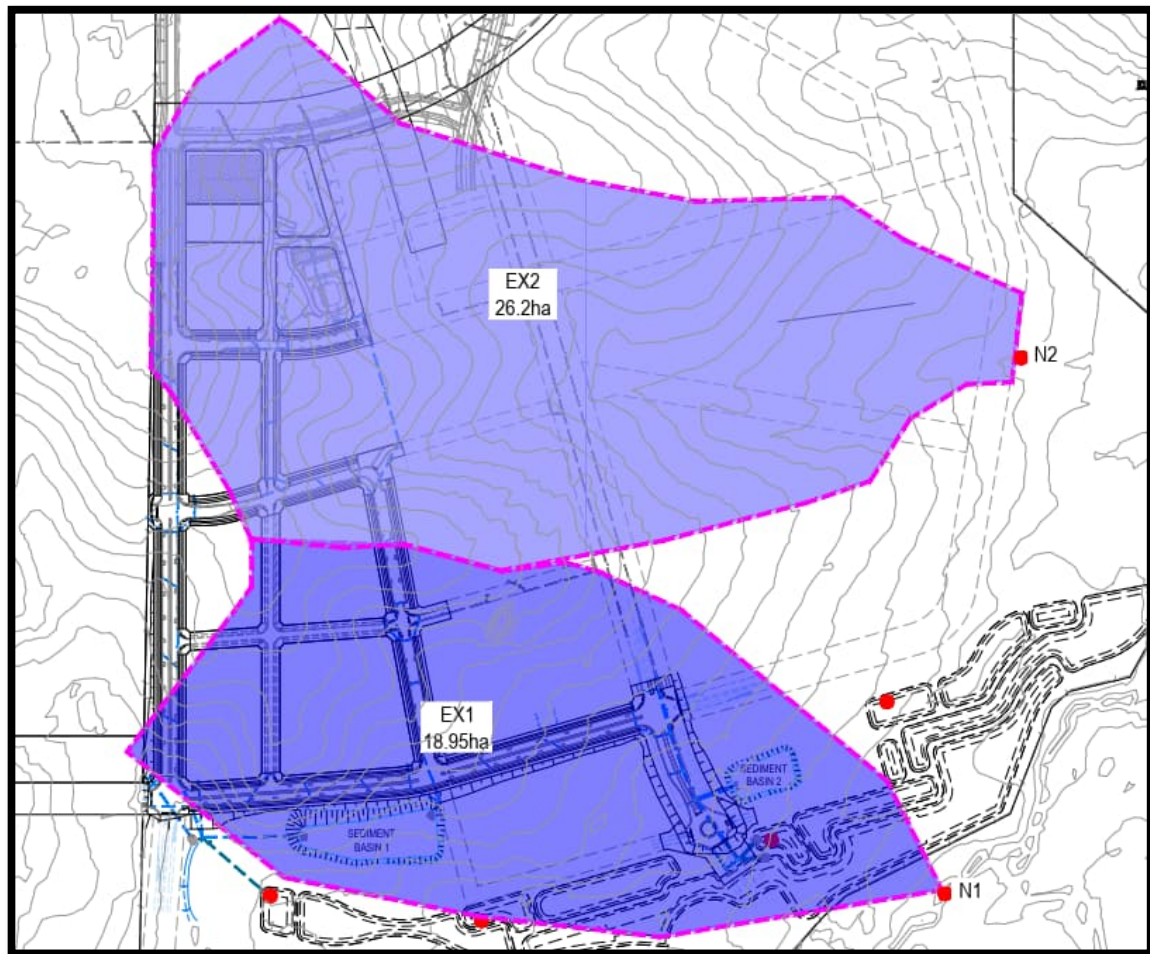 EX2
26.2ha
N2
EX1
18.95ha
SEDIMENT
BASIN 2
SEDIMENT
BASIN 1
N1